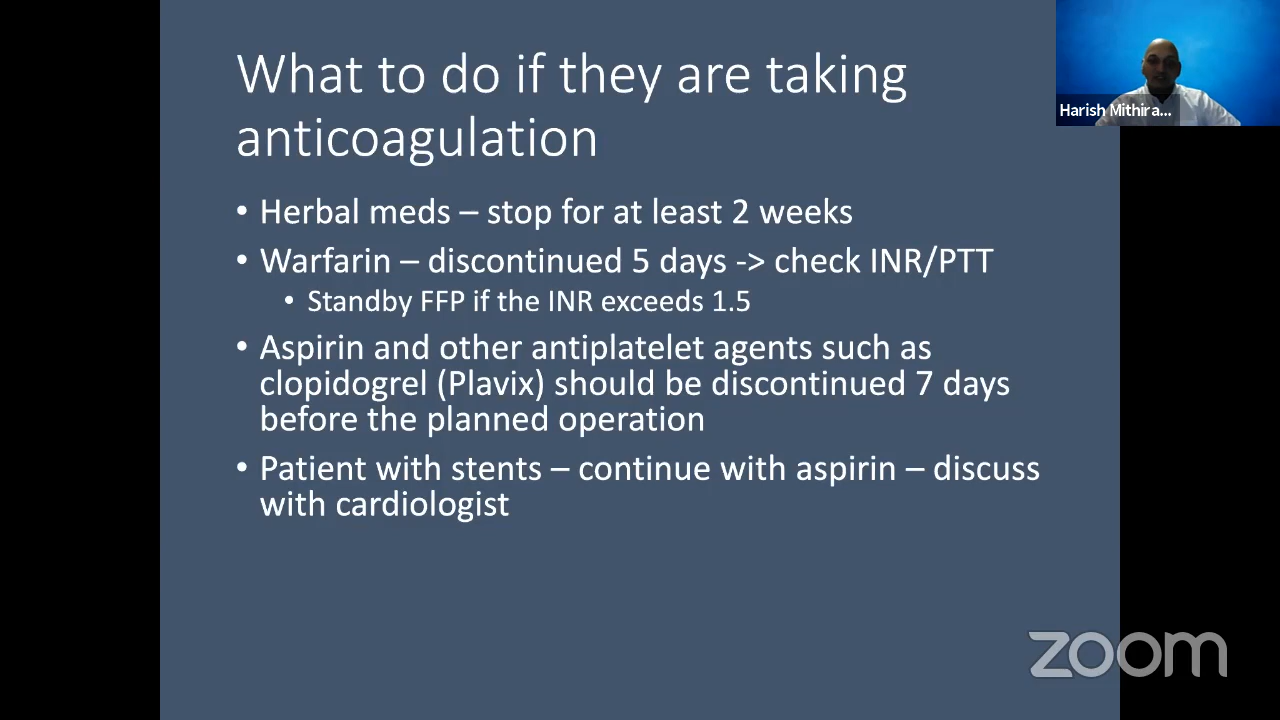 What to do if they are taking
anticoagulation
• Herbal meds – stop for at least 2 weeks
• Warfarin – discontinued 5 days -> check INR/PTT
• Standby FFP if the INR exceeds 1.5
• Aspirin and other antiplatelet agents such as
clopidogrel (Plavix) should be discontinued 7 days
before the planned operation
• Patient with stents – continue with aspirin – discuss
with cardiologist
Harish Mithira...
zoom